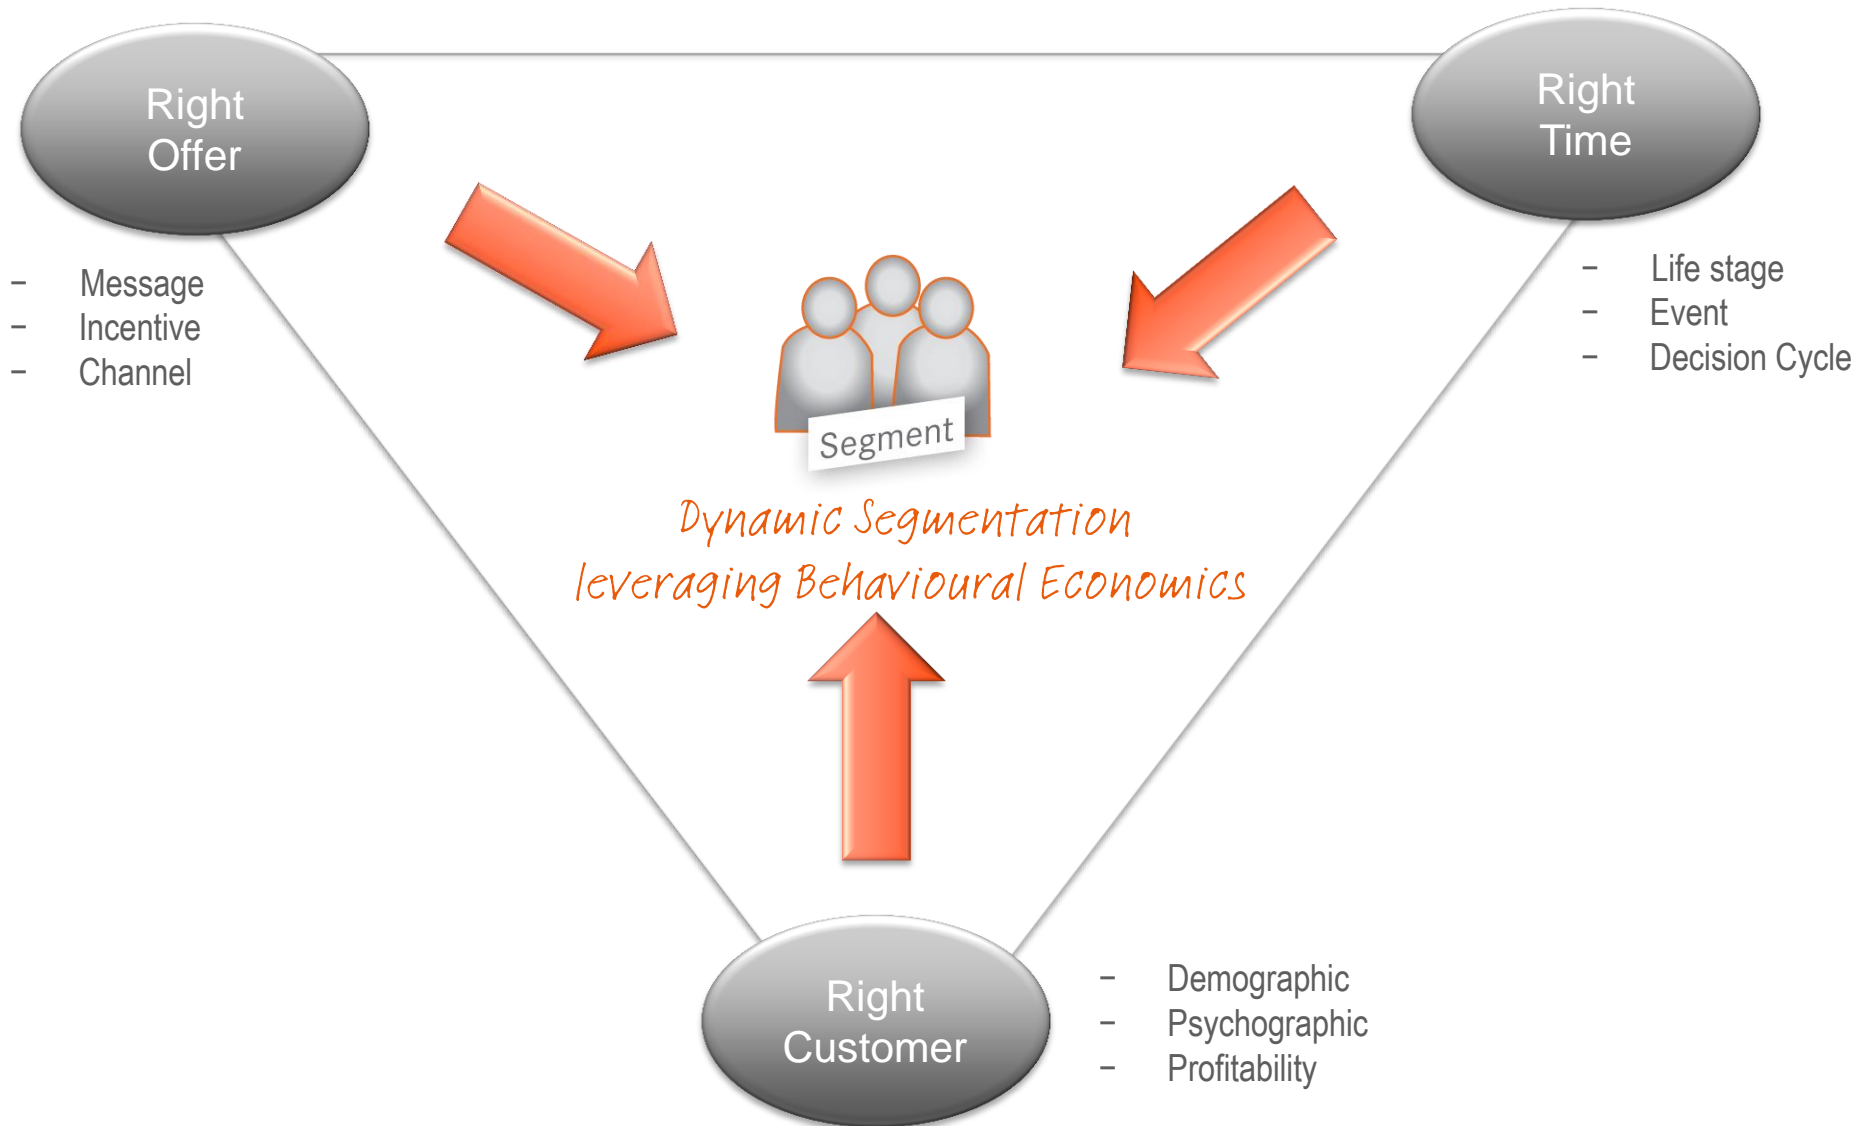 Right
Offer
- Message
- Incentive
- Channel
Right
Time
- Life stage
- Event
- Decision Cycle
Segment
Dynamic Segmentation
leveraging Behavioural Economics
Right
Customer
- Demographic
- Psychographic
- Profitability